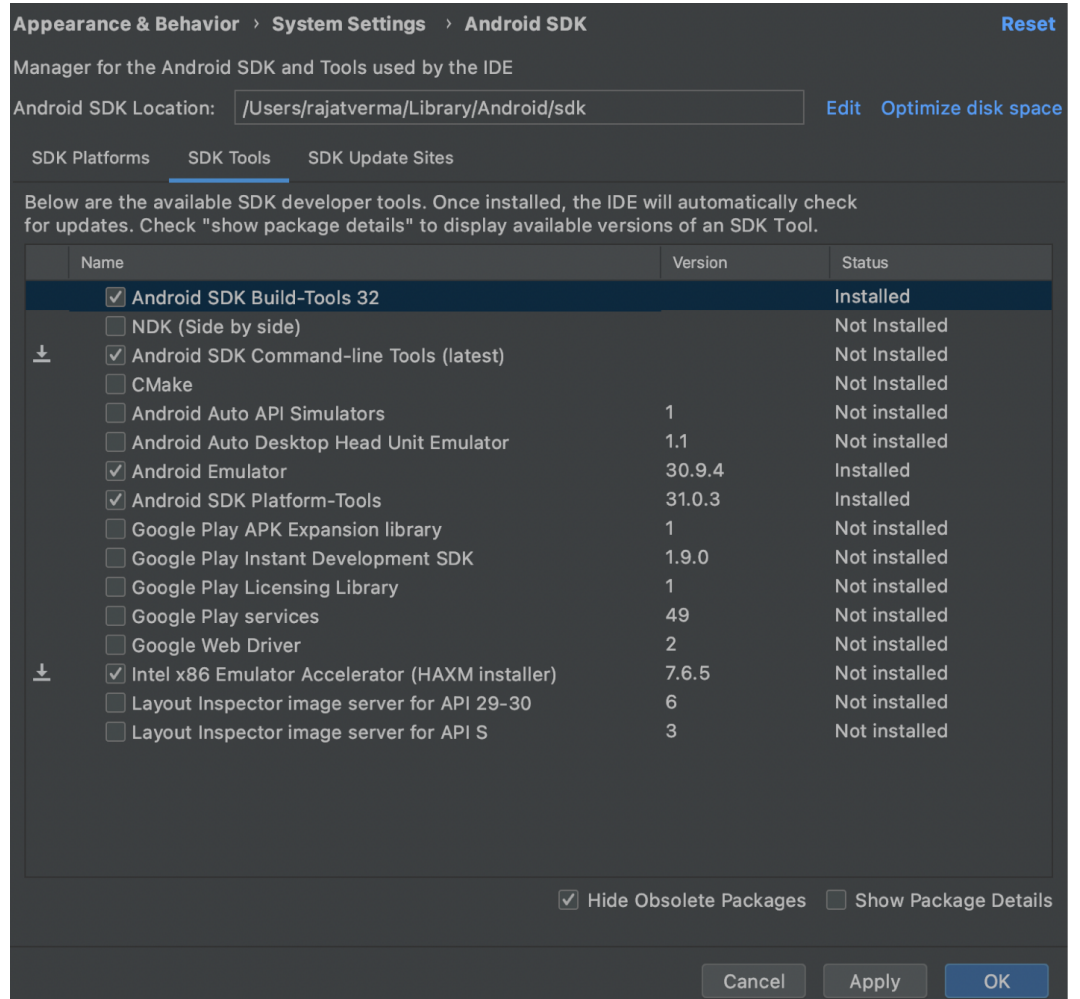 Appearance & Behavior › System Settings › Android SDK Reset
Manager for the Android SDK and Tools used by the IDE
Android SDK Location: /Users/rajatverma/Library/Android/sdk Edit Optimize disk space
SDK Platforms SDK Tools SDK Update Sites
Below are the available SDK developer tools. Once installed, the IDE will automatically check
for updates. Check "show package details" to display available versions of an SDK Tool.
Name Version Status
Android SDK Build-Tools 32 Installed
NDK (Side by side) Not Installed
Android SDK Command-line Tools (latest) Not Installed
CMake Not Installed
Android Auto API Simulators 1 Not installed
Android Auto Desktop Head Unit Emulator 1.1 Not installed
Android Emulator 30.9.4 Installed
Android SDK Platform-Tools 31.0.3 Installed
Google Play APK Expansion library 1 Not installed
Google Play Instant Development SDK 1.9.0 Not installed
Google Play Licensing Library 1 Not installed
Google Play services 49 Not installed
Google Web Driver 2 Not installed
Intel x86 Emulator Accelerator (HAXM installer) 7.6.5 Not installed
Layout Inspector image server for API 29-30 6 Not installed
Layout Inspector image server for API S 3 Not installed
Hide Obsolete Packages Show Package Details
Cancel Apply OK